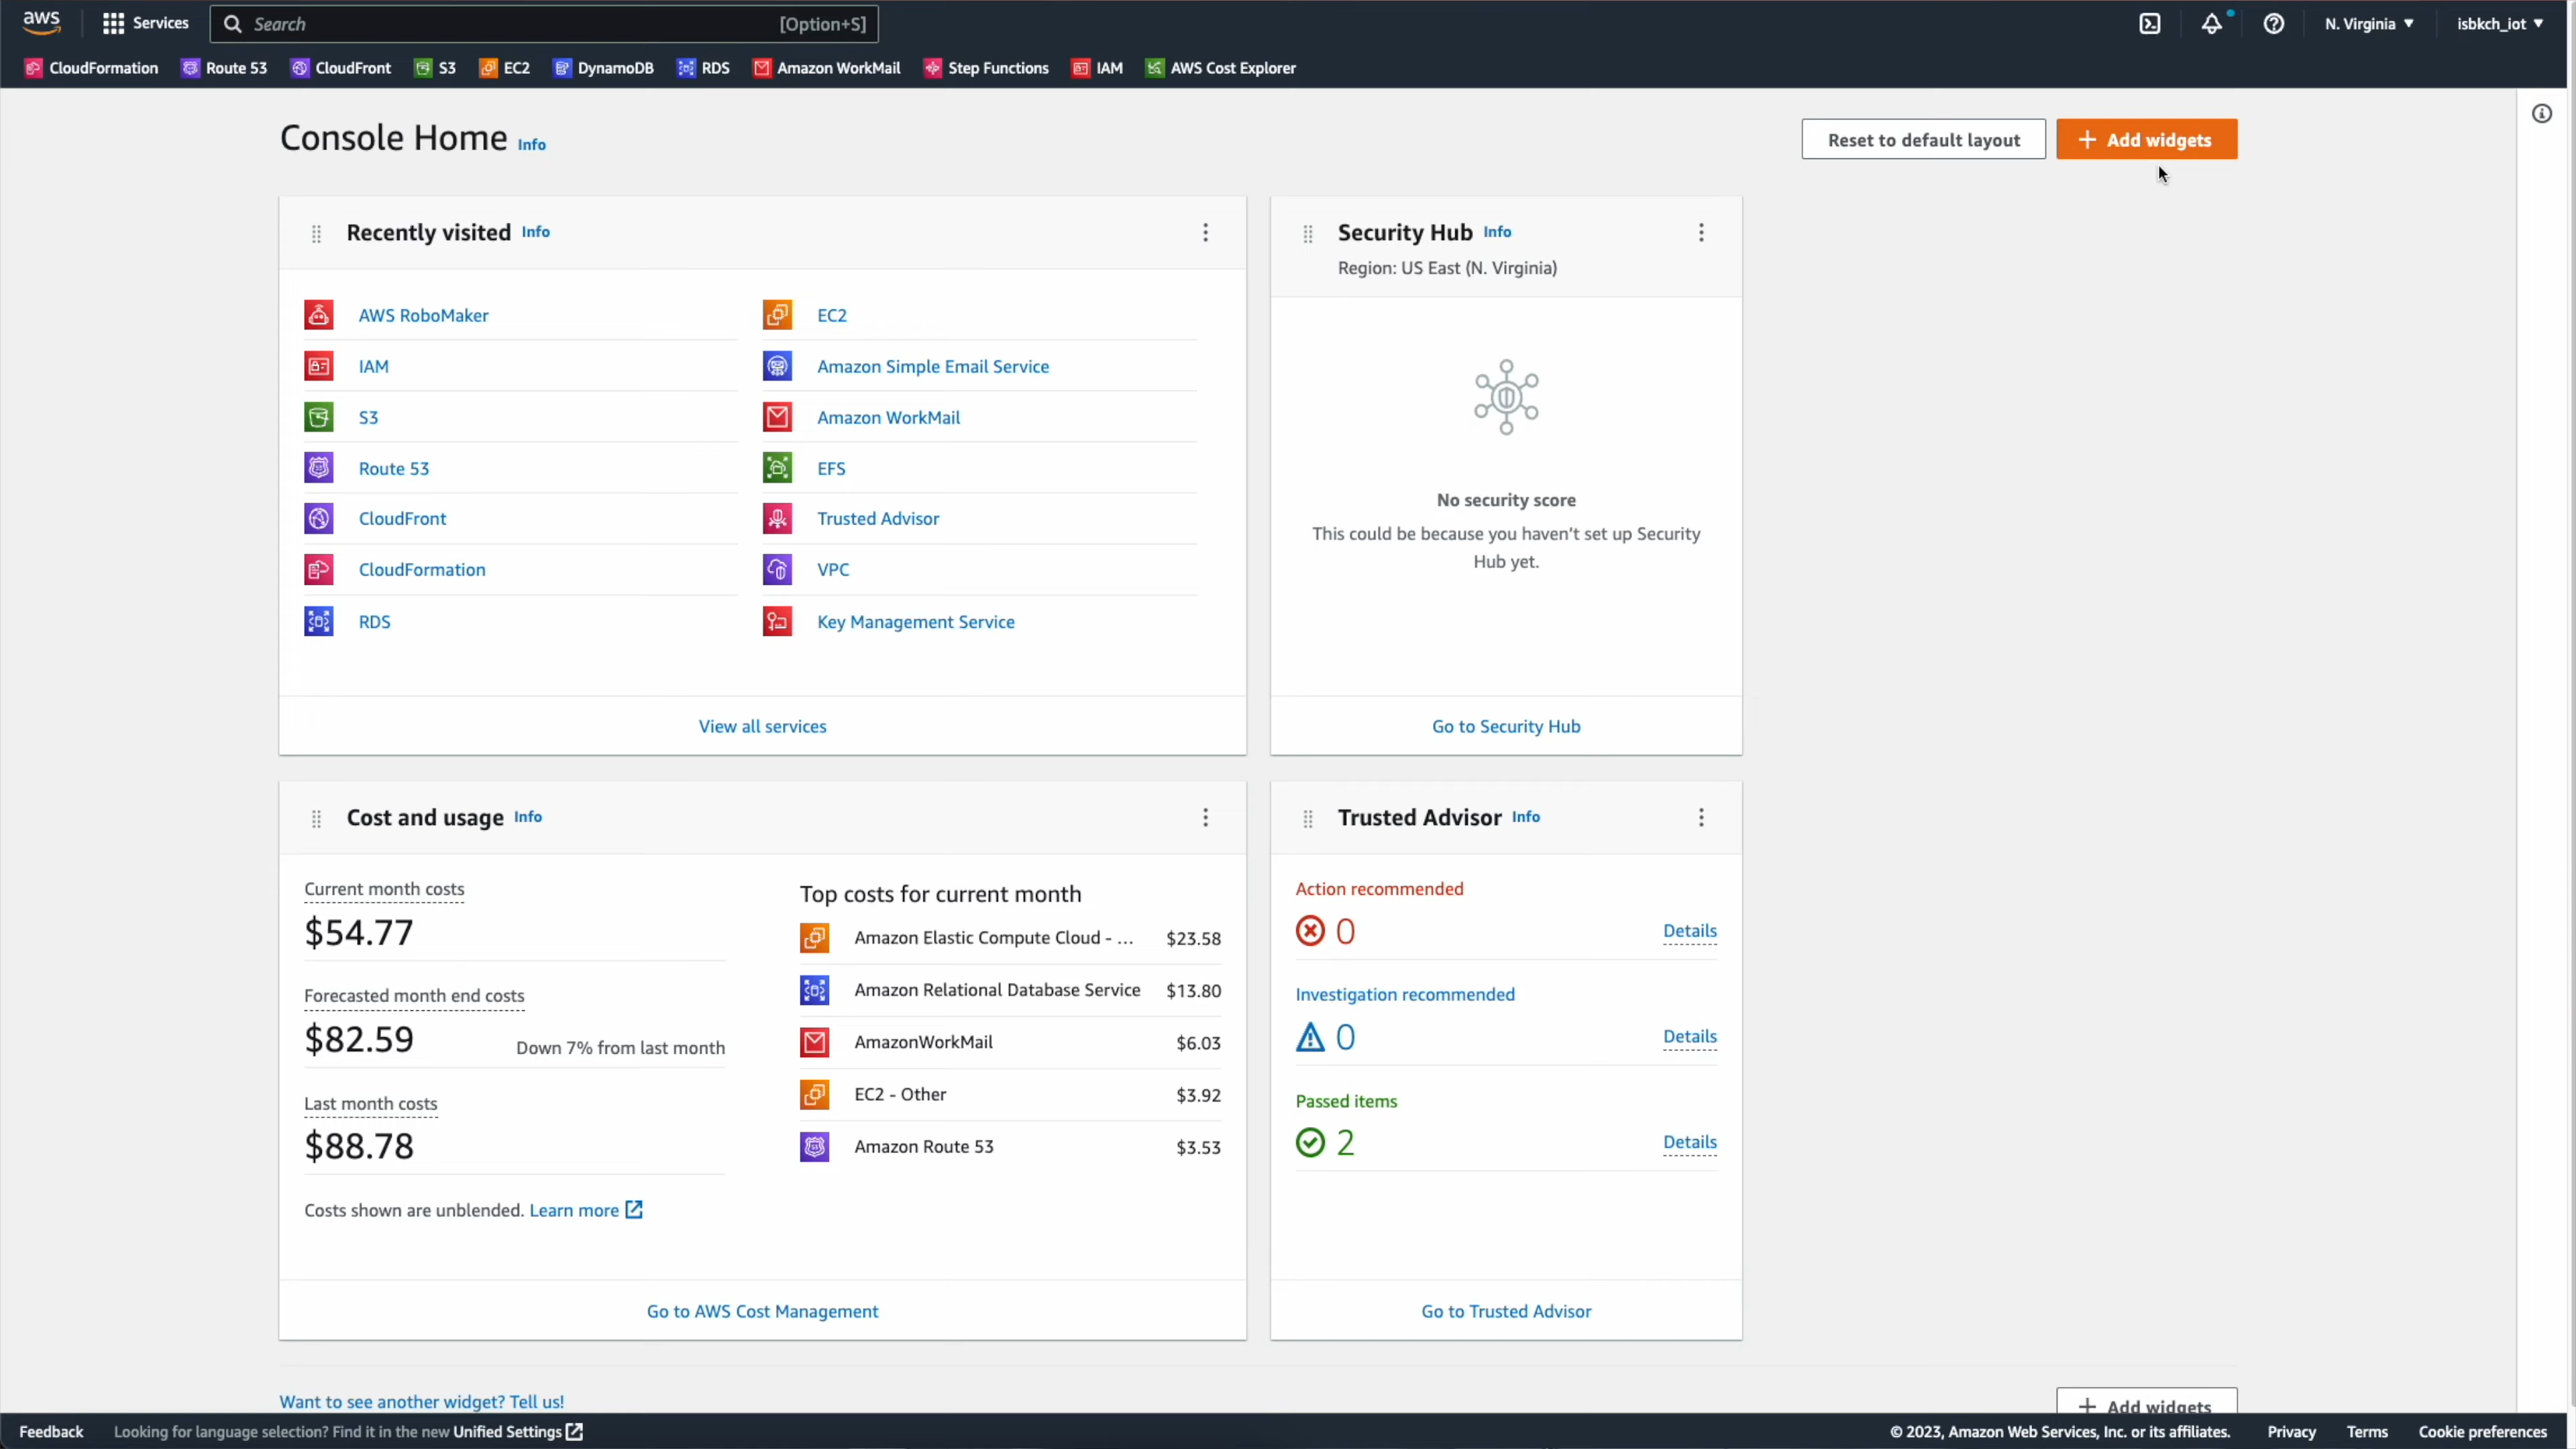 aws
Services
Search [Option+S]
N. Virginia
isbkch_iot
CloudFormation
Route 53
CloudFront
S3
EC2
DynamoDB
RDS
Amazon WorkMail
Step Functions
IAM
AWS Cost Explorer
Console Home Info
Reset to default layout
Add widgets
Recently visited Info
AWS RoboMaker
IAM
S3
Route 53
CloudFront
CloudFormation
RDS
EC2
Amazon Simple Email Service
Amazon WorkMail
EFS
Trusted Advisor
VPC
Key Management Service
View all services
Security Hub Info
Region: US East (N. Virginia)
No security score
This could be because you haven't set up Security
Hub yet.
Go to Security Hub
Cost and usage Info
Current month costs
$54.77
Forecasted month end costs
$82.59 Down 7% from last month
Last month costs
$88.78
Costs shown are unblended. Learn more
Top costs for current month
Amazon Elastic Compute Cloud - ... $23.58
Amazon Relational Database Service $13.80
AmazonWorkMail $6.03
EC2 - Other $3.92
Amazon Route 53 $3.53
Go to AWS Cost Management
Trusted Advisor Info
Action recommended
0 Details
Investigation recommended
0 Details
Passed items
2 Details
Go to Trusted Advisor
Want to see another widget? Tell us!
Add widgets
Feedback
Looking for language selection? Find it in the new Unified Settings
© 2023, Amazon Web Services, Inc. or its affiliates.
Privacy
Terms
Cookie preferences